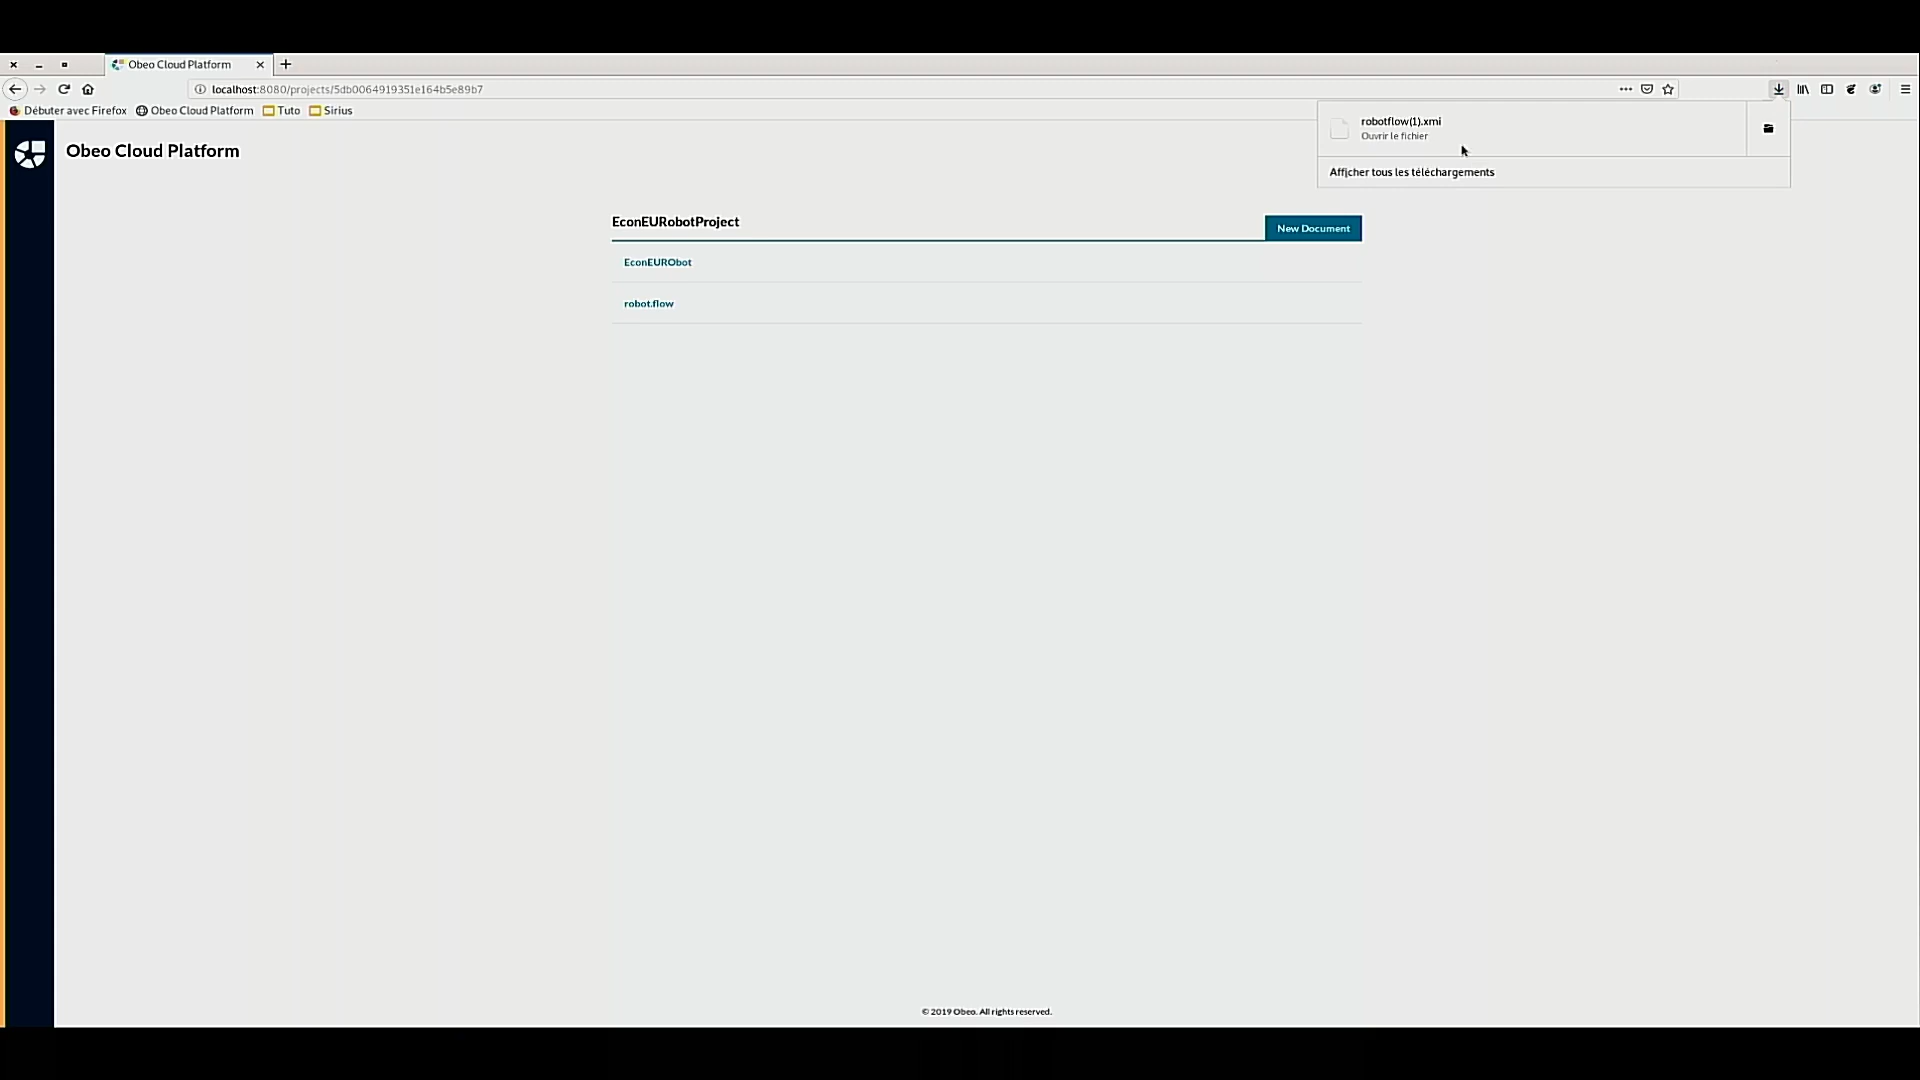 Obeo Cloud Platform
localhost:8080/projects/5db0064919351e164b5e89b7
Débuter avec Firefox Obeo Cloud Platform Tuto Sirius
robotflow(1).xmi
Ouvrir le fichier
Afficher tous les téléchargements
Obeo Cloud Platform
EconEURobotProject
New Document
EconEURObot
robot.flow
© 2019 Obeo. All rights reserved.